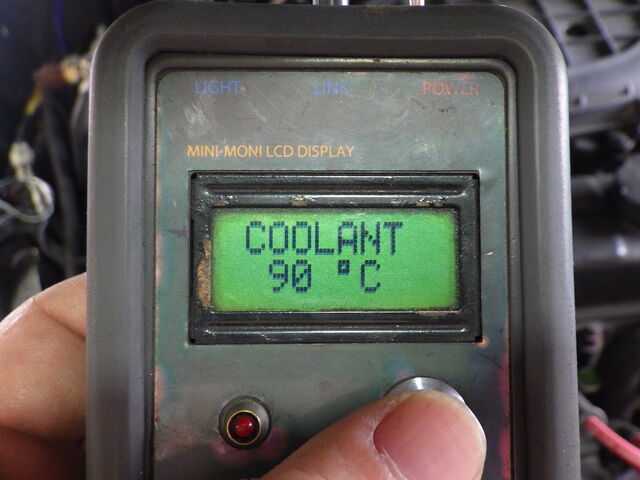 LIGHT LINK POWER
MINI-MONI LCD DISPLAY
COOLANT
90 °C